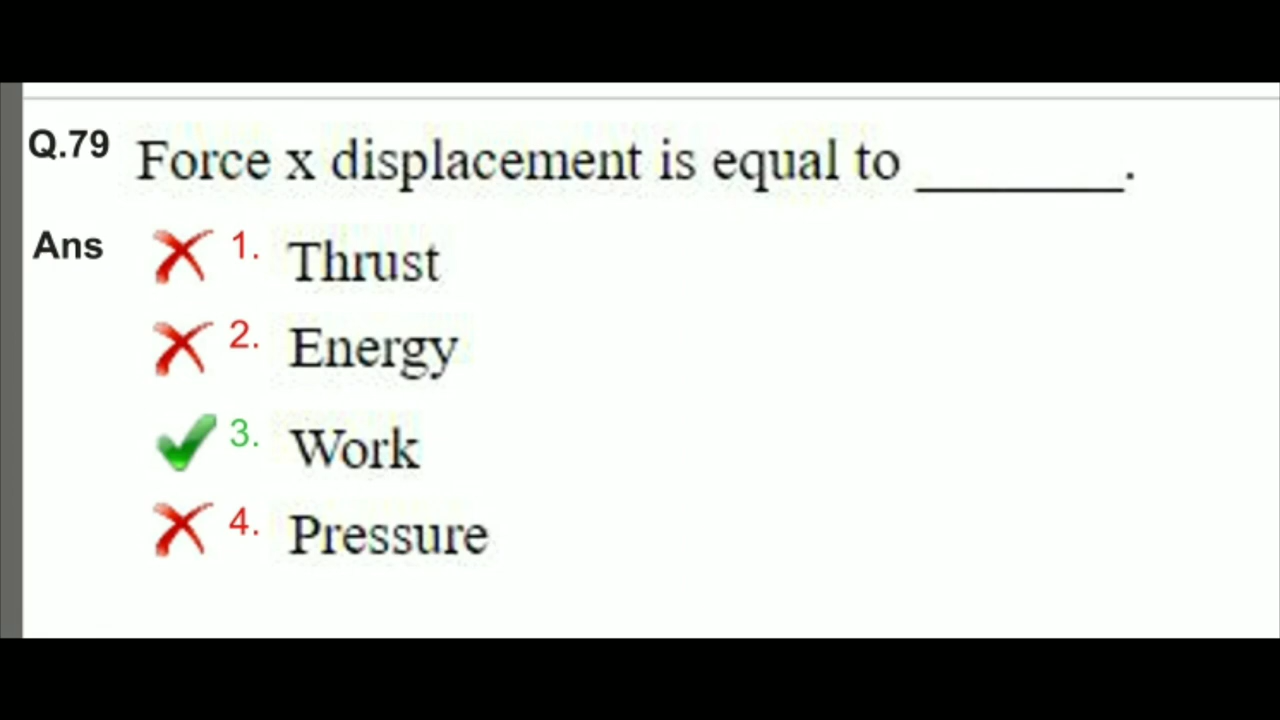 Q.79 Force x displacement is equal to ________.
Ans 1. Thrust
2. Energy
3. Work
4. Pressure